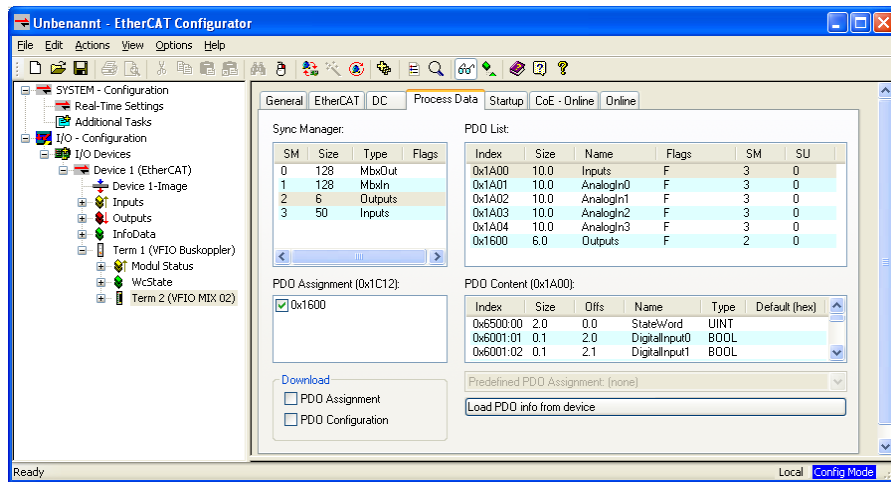 Unbenannt - EtherCAT Configurator
File Edit Actions View Options Help
SYSTEM - Configuration
Real-Time Settings
Additional Tasks
I/O - Configuration
I/O Devices
Device 1 (EtherCAT)
Device 1-Image
Inputs
Outputs
InfoData
Term 1 (VFIO Buskoppler)
Modul Status
WcState
Term 2 (VFIO MIX 02)
General EtherCAT DC Process Data Startup CoE - Online Online
Sync Manager:
SM Size Type Flags
0 128 MbxOut
1 128 MbxIn
2 6 Outputs
3 50 Inputs
PDO List:
Index Size Name Flags SM SU
0x1A00 10.0 Inputs F 3 0
0x1A01 10.0 AnalogIn0 F 3 0
0x1A02 10.0 AnalogIn1 F 3 0
0x1A03 10.0 AnalogIn2 F 3 0
0x1A04 10.0 AnalogIn3 F 3 0
0x1600 6.0 Outputs F 2 0
PDO Assignment (0x1C12):
0x1600
PDO Content (0x1A00):
Index Size Offs Name Type Default (hex)
0x6500:00 2.0 0.0 StateWord UINT
0x6001:01 0.1 2.0 DigitalInput0 BOOL
0x6001:02 0.1 2.1 DigitalInput1 BOOL
Download
PDO Assignment
PDO Configuration
Predefined PDO Assignment: (none)
Load PDO info from device
Ready Local Config Mode